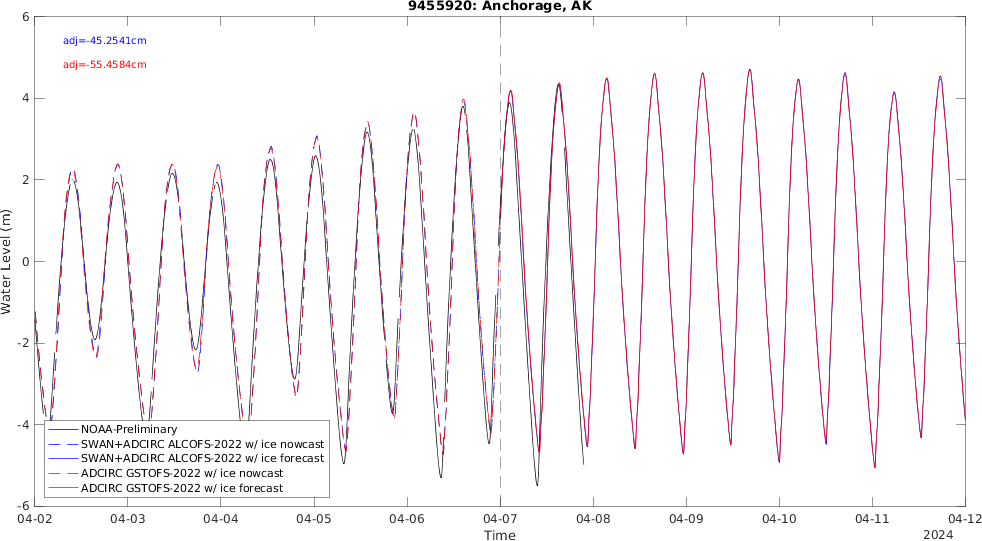 9455920: Anchorage, AK
adj=-45.2541cm
adj=-55.4584cm
6
4
2
0
-2
-4
-6
Water Level (m)
NOAA-Preliminary
SWAN+ADCIRC ALCOFS-2022 w/ ice nowcast
SWAN+ADCIRC ALCOFS-2022 w/ ice forecast
ADCIRC GSTOFS-2022 w/ ice nowcast
ADCIRC GSTOFS-2022 w/ ice forecast
04-02 04-03 04-04 04-05 04-06 04-07 04-08 04-09 04-10 04-11 04-12
Time
2024